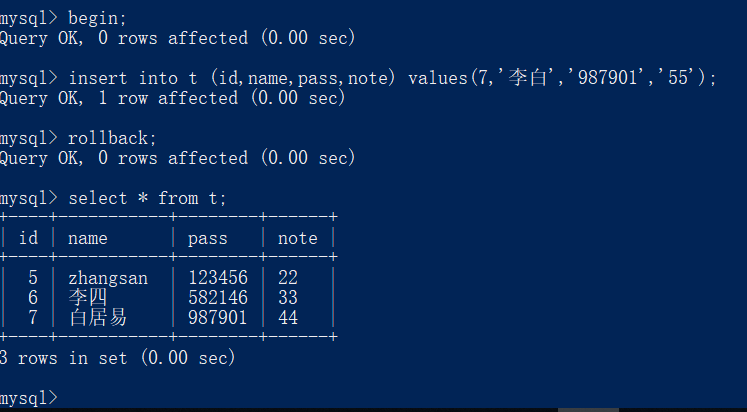 mysql> begin;
Query OK, 0 rows affected (0.00 sec)
mysql> insert into t (id,name,pass,note) values(7,'李白','987901','55');
Query OK, 1 row affected (0.00 sec)
mysql> rollback;
Query OK, 0 rows affected (0.00 sec)
mysql> select * from t;
+----+-----------+--------+------+
| id | name      | pass   | note |
+----+-----------+--------+------+
|  5 | zhangsan  | 123456 | 22   |
|  6 | 李四      | 582146 | 33   |
|  7 | 白居易    | 987901 | 44   |
+----+-----------+--------+------+
3 rows in set (0.00 sec)
mysql>